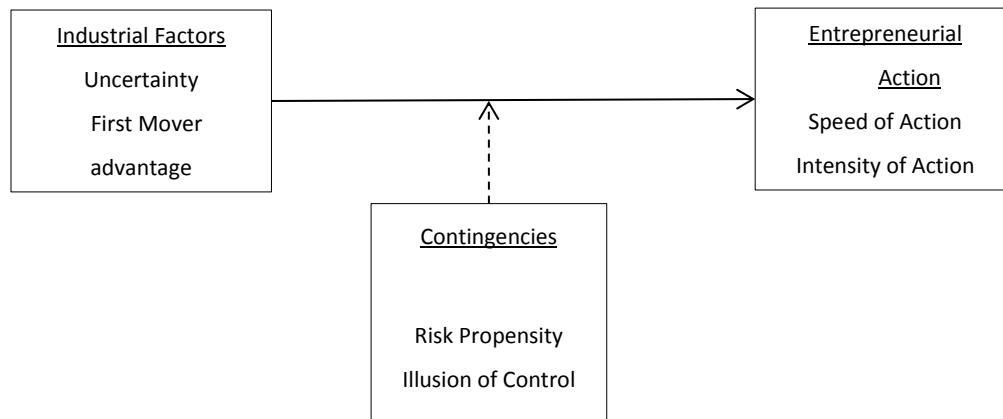 Industrial Factors
Uncertainty
First Mover
advantage
Entrepreneurial
Action
Speed of Action
Intensity of Action
Contingencies
Risk Propensity
Illusion of Control